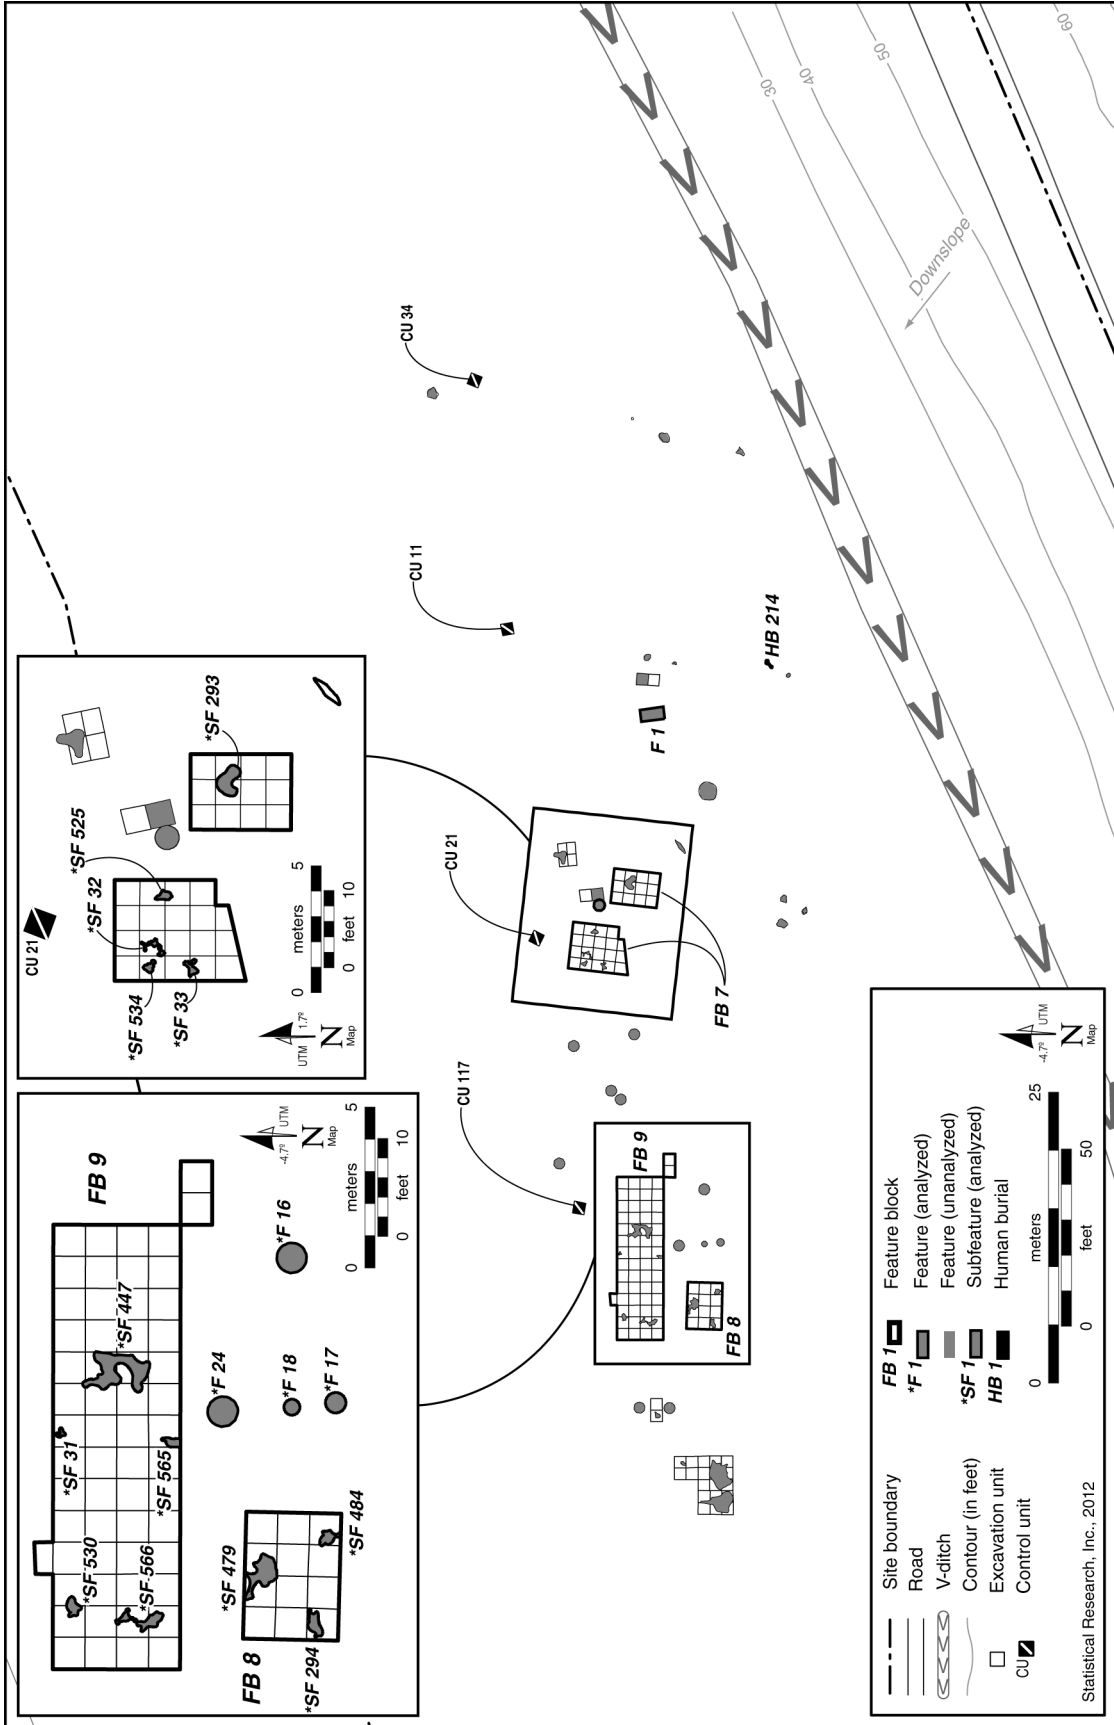 FB 9
*SF 530
*SF 566
*SF 31
*SF 565
*SF 447
FB 8
*SF 479
*SF 294
*SF 484
*F 24
*F 18
*F 17
*F 16
-4.7º UTM
N
Map
0 meters 5
0 feet 10
CU 21
*SF 534
*SF 32
*SF 33
*SF 525
*SF 293
UTM 1.7º
N
Map
0 meters 5
0 feet 10
CU 117
CU 21
CU 11
CU 34
FB 9
FB 8
FB 7
F 1
HB 214
30
40
50
60
Downslope
Site boundary
Road
V-ditch
Contour (in feet)
Excavation unit
CU Control unit
FB 1 Feature block
*F 1 Feature (analyzed)
Feature (unanalyzed)
*SF 1 Subfeature (analyzed)
HB 1 Human burial
0 meters 25
0 feet 50
-4.7º UTM
N
Map
Statistical Research, Inc., 2012